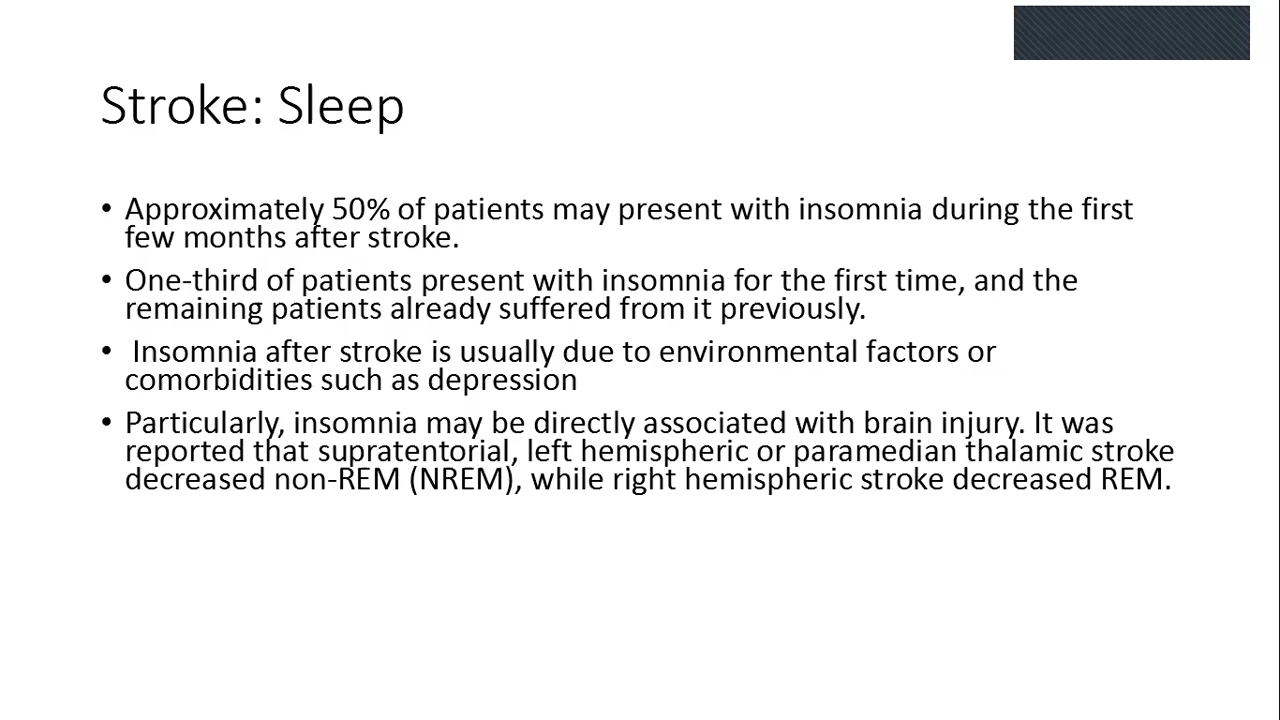 Stroke: Sleep
• Approximately 50% of patients may present with insomnia during the first
few months after stroke.
• One-third of patients present with insomnia for the first time, and the
remaining patients already suffered from it previously.
• Insomnia after stroke is usually due to environmental factors or
comorbidities such as depression
• Particularly, insomnia may be directly associated with brain injury. It was
reported that supratentorial, left hemispheric or paramedian thalamic stroke
decreased non-REM (NREM), while right hemispheric stroke decreased REM.